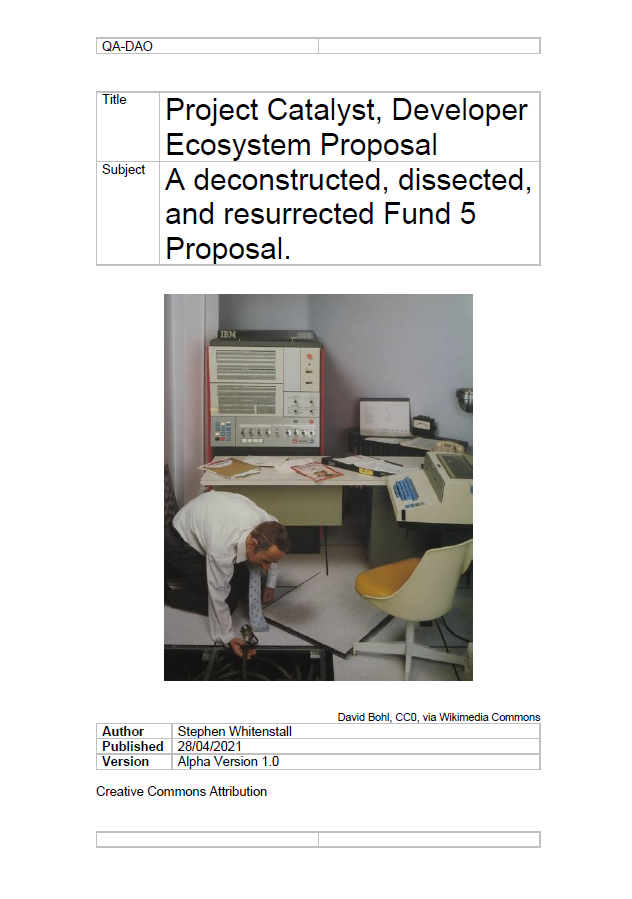 QA-DAO
Title
Project Catalyst, Developer
Ecosystem Proposal
Subject
A deconstructed, dissected,
and resurrected Fund 5
Proposal.
IBM
David Bohl, CC0, via Wikimedia Commons
Author Stephen Whitenstall
Published 28/04/2021
Version Alpha Version 1.0
Creative Commons Attribution